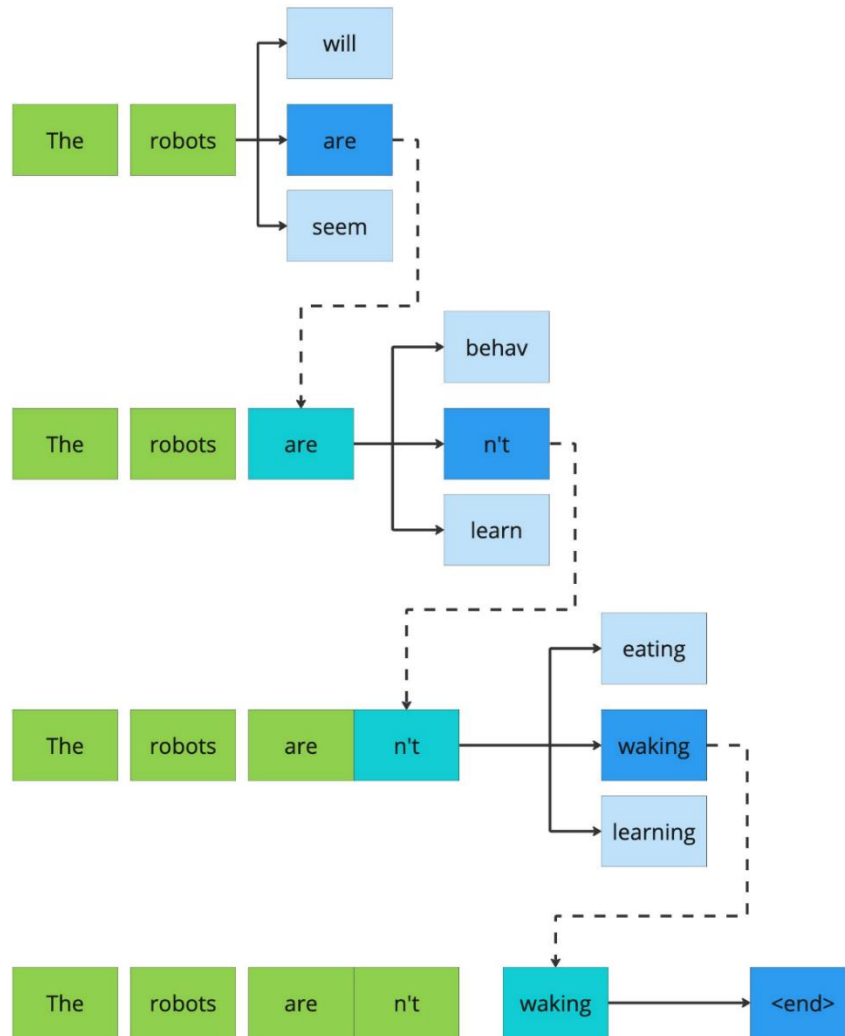 will
The robots are
seem
behav
The robots are n't
learn
eating
The robots are n't waking
learning
The robots are n't waking <end>